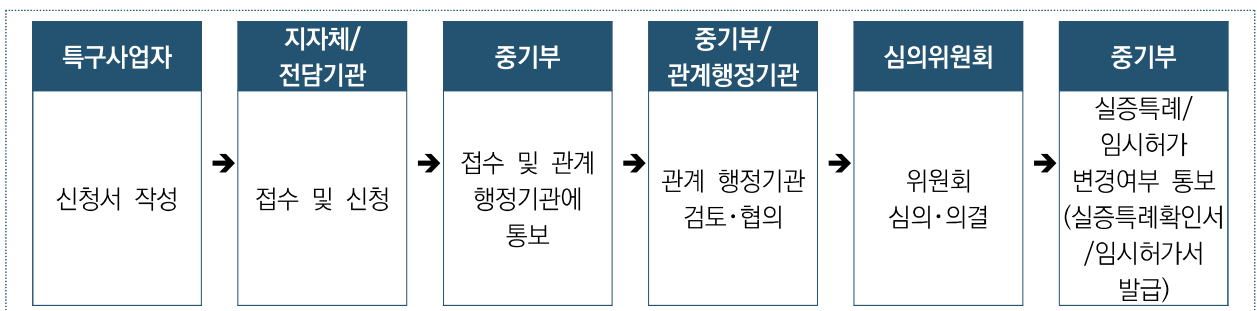 특구사업자
신청서 작성
지자체/
전담기관
접수 및 신청
중기부
접수 및 관계
행정기관에
통보
중기부/
관계행정기관
관계 행정기관
검토·협의
심의위원회
위원회
심의·의결
중기부
실증특례/
임시허가
변경여부 통보
(실증특례확인서
/임시허가서
발급)